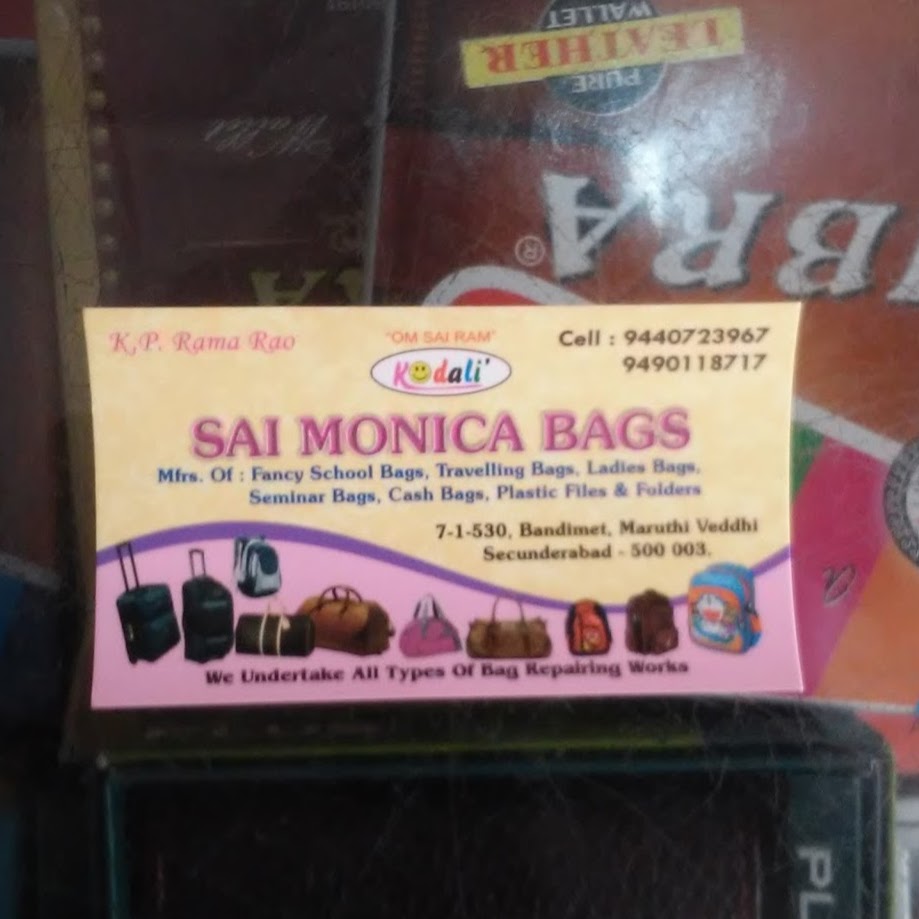 PURE
LEATHER
WALLET
BRA
®
K.P. Rama Rao
"OM SAI RAM"
Cell : 9440723967
9490118717
Kodali'
SAI MONICA BAGS
Mfrs. Of : Fancy School Bags, Travelling Bags, Ladies Bags,
Seminar Bags, Cash Bags, Plastic Files & Folders
7-1-530, Bandimet, Maruthi Veddhi
Secunderabad - 500 003.
We Undertake All Types Of Bag Repairing Works
PL